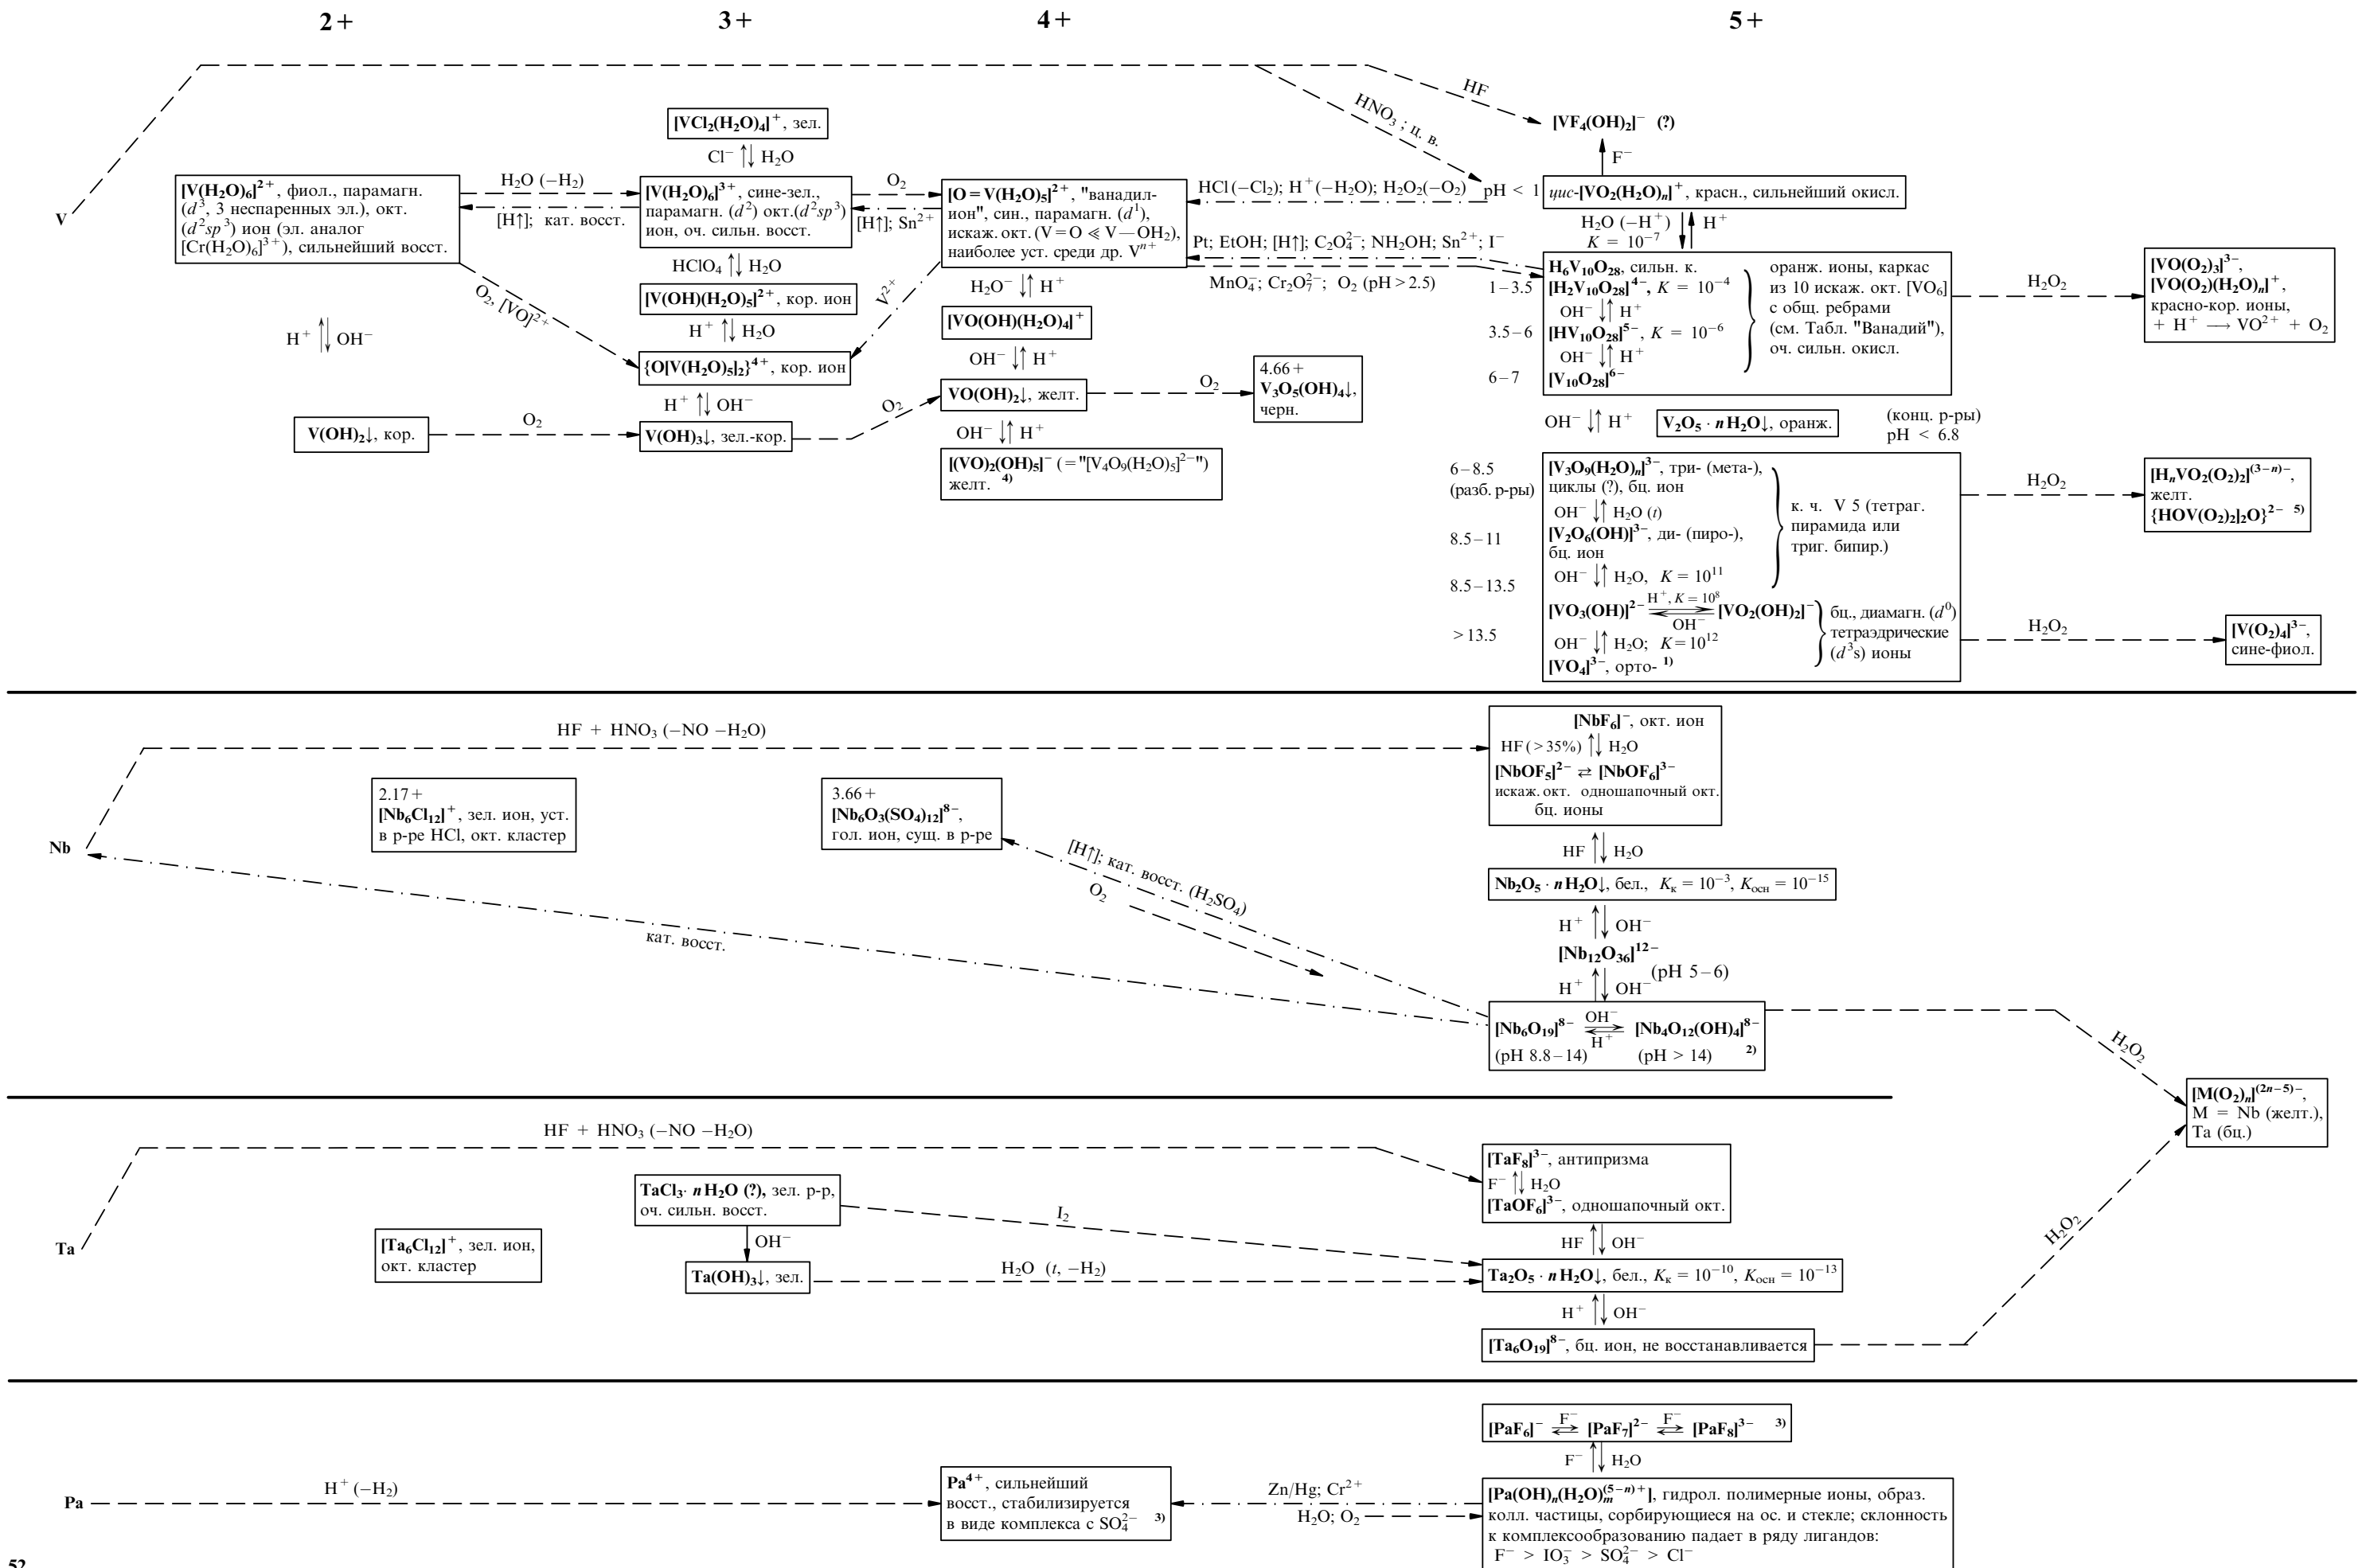 2+ 3+ 4+ 5+
HF
HNO₃ ; ц. в.
[VF₄(OH)₂]⁻ (?)
F⁻
[VCl₂(H₂O)₄]⁺, зел.
Cl⁻ ↑↓ H₂O
V
[V(H₂O)₆]²⁺, фиол., парамагн.
(d³, 3 неспаренных эл.), окт.
(d²sp³) ион (эл. аналог
[Cr(H₂O)₆]³⁺), сильнейший восст.
H₂O (−H₂)
[H↑]; кат. восст.
[V(H₂O)₆]³⁺, сине-зел.,
парамагн. (d²) окт.(d²sp³)
ион, оч. сильн. восст.
O₂
[H↑]; Sn²⁺
[O=V(H₂O)₅]²⁺, "ванадил-
ион", син., парамагн. (d¹),
искаж. окт. (V=O ≪ V—OH₂),
наиболее уст. среди др. Vⁿ⁺
HCl (−Cl₂); H⁺(−H₂O); H₂O₂(−O₂)
pH < 1
цис-[VO₂(H₂O)ₙ]⁺, красн., сильнейший окисл.
H₂O (−H⁺)
K = 10⁻⁷
↓↑ H⁺
Pt; EtOH; [H↑]; C₂O₄²⁻; NH₂OH; Sn²⁺; I⁻
MnO₄⁻; Cr₂O₇²⁻; O₂ (pH > 2.5)
HClO₄ ↑↓ H₂O
[V(OH)(H₂O)₅]²⁺, кор. ион
H⁺ ↑↓ H₂O
{O[V(H₂O)₅]₂}⁴⁺, кор. ион
H⁺ ↑↓ OH⁻
V(OH)₃↓, зел.-кор.
O₂, [VO]²⁺
V²⁺
H⁺ ↑↓ OH⁻
V(OH)₂↓, кор.
O₂
O₂
H₂O⁻ ↓↑ H⁺
[VO(OH)(H₂O)₄]⁺
OH⁻ ↓↑ H⁺
VO(OH)₂↓, желт.
OH⁻ ↓↑ H⁺
[(VO)₂(OH)₅]⁻ (="[V₄O₉(H₂O)₅]²⁻")
желт. ⁴⁾
O₂
4.66+
V₃O₅(OH)₄↓,
черн.
H₆V₁₀O₂₈, сильн. к.
1–3.5 [H₂V₁₀O₂₈]⁴⁻, K = 10⁻⁴
OH⁻ ↓↑ H⁺
3.5–6 [HV₁₀O₂₈]⁵⁻, K = 10⁻⁶
OH⁻ ↓↑ H⁺
6–7 [V₁₀O₂₈]⁶⁻
оранж. ионы, каркас
из 10 искаж. окт. [VO₆]
с общ. ребрами
(см. Табл. "Ванадий"),
оч. сильн. окисл.
H₂O₂
[VO(O₂)₃]³⁻,
[VO(O₂)(H₂O)ₙ]⁺,
красно-кор. ионы,
+ H⁺ → VO²⁺ + O₂
OH⁻ ↓↑ H⁺
V₂O₅ · nH₂O↓, оранж.
(конц. р-ры)
pH < 6.8
6–8.5
(разб. р-ры)
[V₃O₉(H₂O)ₙ]³⁻, три- (мета-),
циклы (?), бц. ион
OH⁻ ↓↑ H₂O (t)
8.5–11
[V₂O₆(OH)]³⁻, ди- (пиро-),
бц. ион
8.5–13.5
OH⁻ ↓↑ H₂O, K = 10¹¹
к. ч. V 5 (тетраг.
пирамида или
триг. бипир.)
H₂O₂
[HₙVO₂(O₂)₂]⁽³⁻ⁿ⁾⁻,
желт.
{HOV(O₂)₂]₂O}²⁻ ⁵⁾
[VO₃(OH)]²⁻ H⁺, K = 10⁸ ⇄ OH⁻ [VO₂(OH)₂]⁻
> 13.5
OH⁻ ↓↑ H₂O; K=10¹²
[VO₄]³⁻, орто- ¹⁾
бц., диамагн. (d⁰)
тетраэдрические
(d³s) ионы
H₂O₂
[V(O₂)₄]³⁻,
сине-фиол.
HF + HNO₃ (−NO −H₂O)
Nb
2.17+
[Nb₆Cl₁₂]⁺, зел. ион, уст.
в р-ре HCl, окт. кластер
3.66+
[Nb₆O₃(SO₄)₁₂]⁸⁻,
гол. ион, сущ. в р-ре
[H↑]; кат. восст. (H₂SO₄)
O₂
кат. восст.
[NbF₆]⁻, окт. ион
HF (>35%) ↑↓ H₂O
[NbOF₅]²⁻ ⇄ [NbOF₆]³⁻
искаж. окт. одношапочный окт.
бц. ионы
HF ↑↓ H₂O
Nb₂O₅ · nH₂O↓, бел., Kк = 10⁻³, Kосн = 10⁻¹⁵
H⁺ ↑↓ OH⁻
[Nb₁₂O₃₆]¹²⁻
(pH 5–6)
H⁺ ↑↓ OH⁻
[Nb₆O₁₉]⁸⁻ OH⁻ ⇄ H⁺ [Nb₄O₁₂(OH)₄]⁸⁻
(pH 8.8–14) (pH > 14) ²⁾
H₂O₂
[M(O₂)ₙ]⁽²ⁿ⁻⁵⁾⁻,
M = Nb (желт.),
Ta (бц.)
H₂O₂
HF + HNO₃ (−NO −H₂O)
Ta
[Ta₆Cl₁₂]⁺, зел. ион,
окт. кластер
TaCl₃· nH₂O (?), зел. р-р,
оч. сильн. восст.
OH⁻
Ta(OH)₃↓, зел.
I₂
H₂O (t, −H₂)
[TaF₈]³⁻, антипризма
F⁻ ↑↓ H₂O
[TaOF₆]³⁻, одношапочный окт.
HF ↑↓ OH⁻
Ta₂O₅ · nH₂O↓, бел., Kк = 10⁻¹⁰, Kосн = 10⁻¹³
H⁺ ↑↓ OH⁻
[Ta₆O₁₉]⁸⁻, бц. ион, не восстанавливается
Pa
H⁺ (−H₂)
Pa⁴⁺, сильнейший
восст., стабилизируется
в виде комплекса с SO₄²⁻ ³⁾
Zn/Hg; Cr²⁺
H₂O; O₂
[PaF₆]⁻ F⁻ ⇄ [PaF₇]²⁻ F⁻ ⇄ [PaF₈]³⁻ ³⁾
F⁻ ↑↓ H₂O
[Pa(OH)ₙ(H₂O)ₘ⁽⁵⁻ⁿ⁾⁺], гидрол. полимерные ионы, образ.
колл. частицы, сорбирующиеся на ос. и стекле; склонность
к комплексообразованию падает в ряду лигандов:
F⁻ > IO₃⁻ > SO₄²⁻ > Cl⁻
52